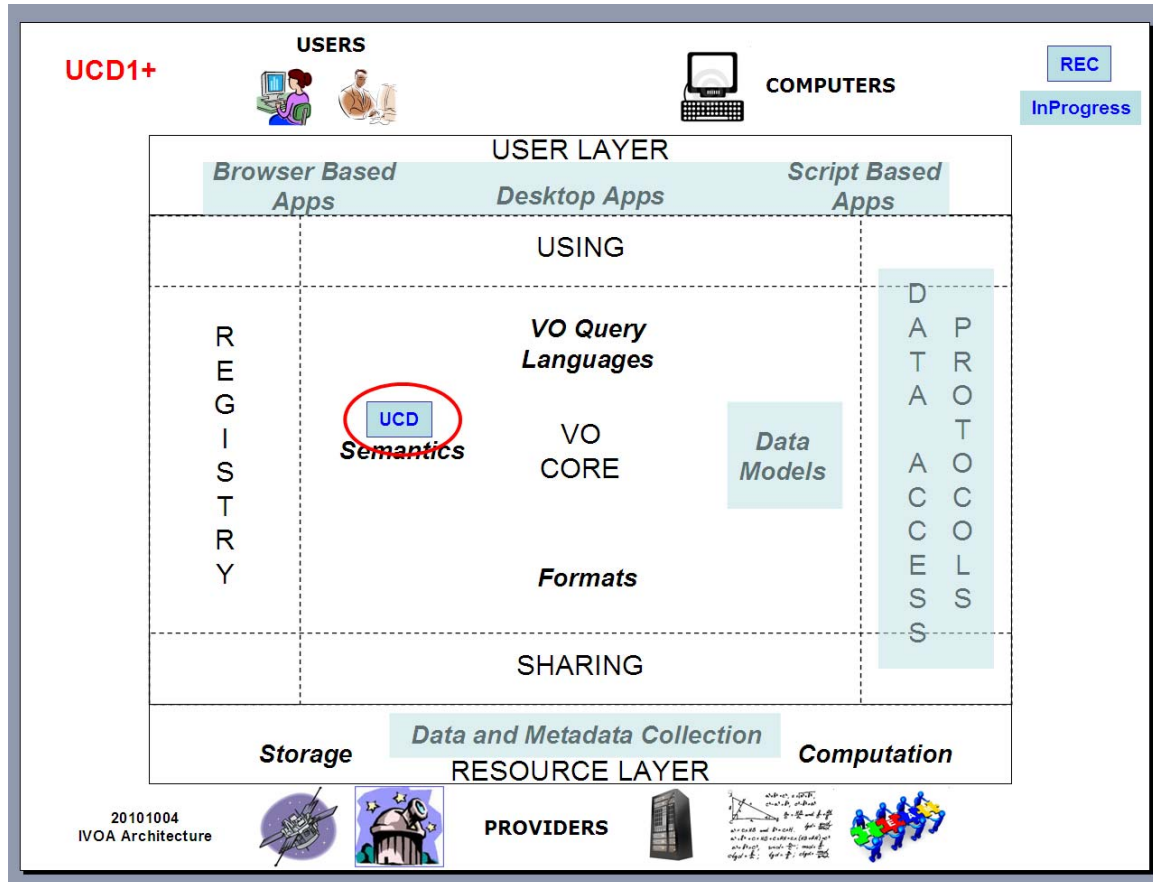 UCD1+
USERS
COMPUTERS
REC
InProgress
USER LAYER
Browser Based
Apps
Desktop Apps
Script Based
Apps
USING
REGISTRY
VO Query
Languages
UCD
Semantics
VO
CORE
Data
Models
Formats
DATA ACCESS
PROTOCOLS
SHARING
Storage
Data and Metadata Collection
Computation
RESOURCE LAYER
20101004
IVOA Architecture
PROVIDERS